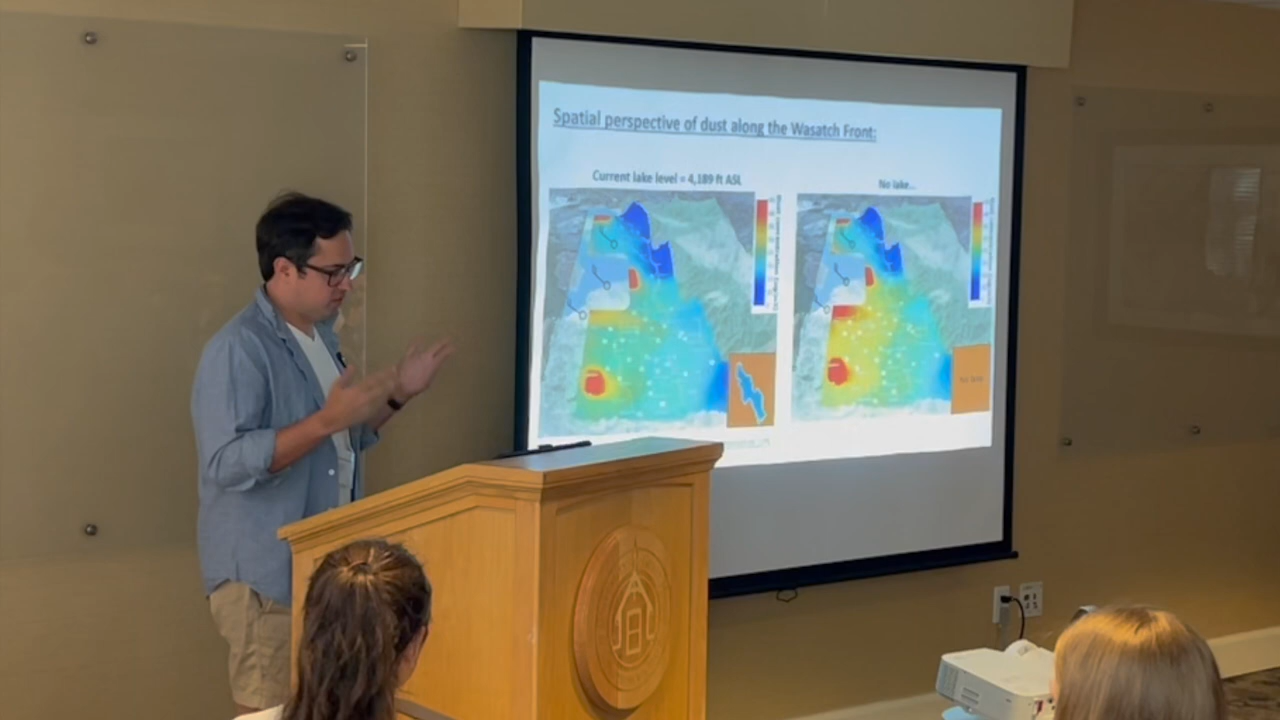 Spatial perspective of dust along the Wasatch Front:
Current lake level = 4,189 ft ASL
No lake...